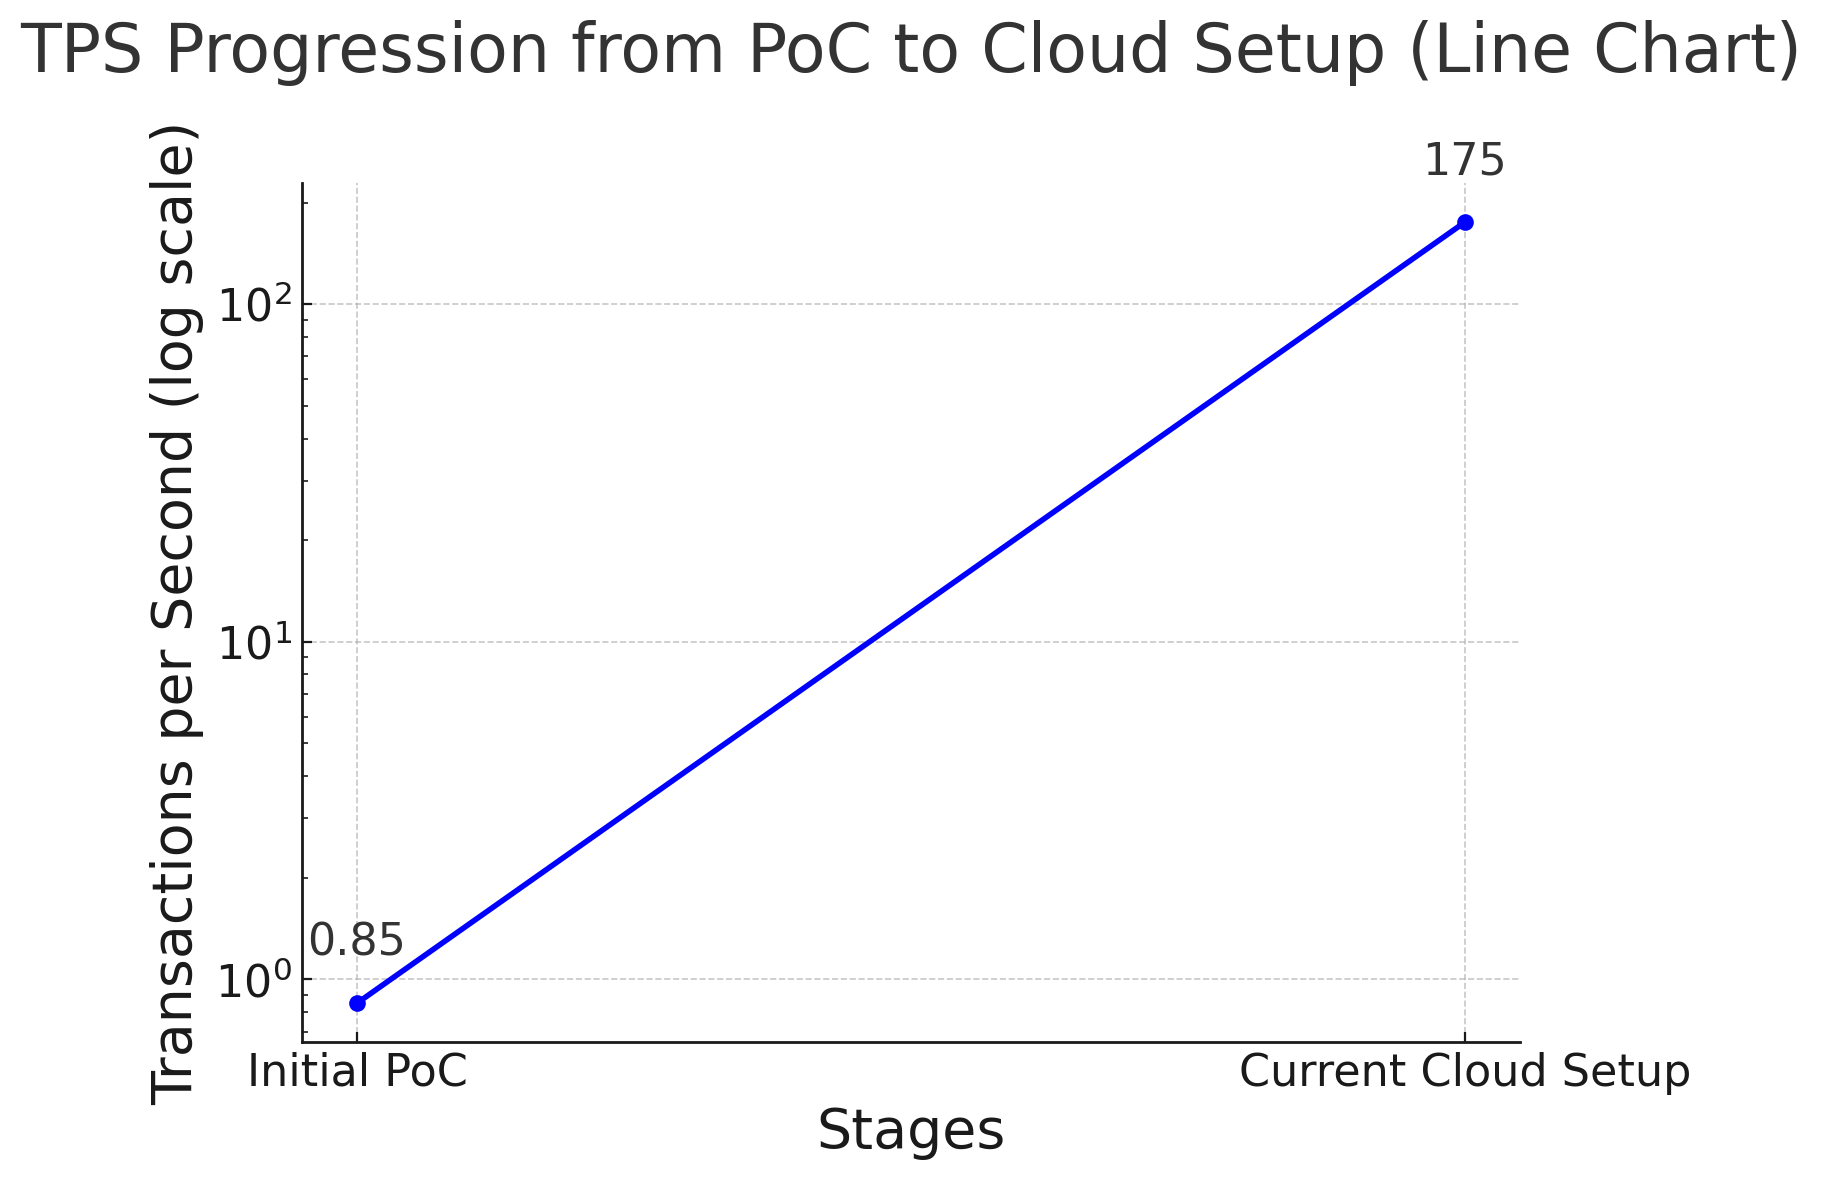 TPS Progression from PoC to Cloud Setup (Line Chart)
175
Transactions per Second (log scale)
10²
10¹
0.85
10⁰
Initial PoC
Current Cloud Setup
Stages